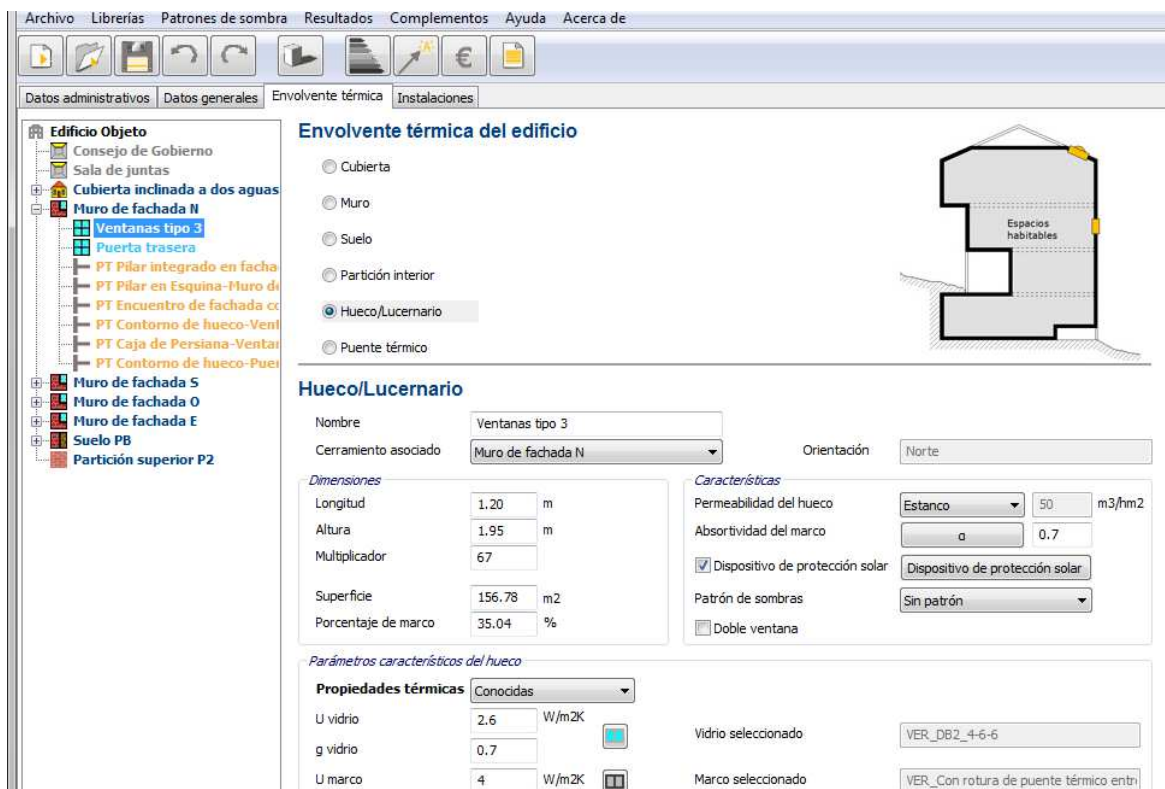 Archivo Librerías Patrones de sombra Resultados Complementos Ayuda Acerca de
€
Datos administrativos Datos generales Envolvente térmica Instalaciones
Edificio Objeto
Consejo de Gobierno
Sala de juntas
Cubierta inclinada a dos aguas
Muro de fachada N
Ventanas tipo 3
Puerta trasera
PT Pilar integrado en facha
PT Pilar en Esquina-Muro de
PT Encuentro de fachada co
PT Contorno de hueco-Vent
PT Caja de Persiana-Ventan
PT Contorno de hueco-Puer
Muro de fachada S
Muro de fachada O
Muro de fachada E
Suelo PB
Partición superior P2
Envolvente térmica del edificio
Cubierta
Muro
Suelo
Partición interior
Hueco/Lucernario
Puente térmico
Espacios
habitables
Hueco/Lucernario
Nombre Ventanas tipo 3
Cerramiento asociado Muro de fachada N Orientación Norte
Dimensiones
Longitud 1.20 m
Altura 1.95 m
Multiplicador 67
Superficie 156.78 m2
Porcentaje de marco 35.04 %
Características
Permeabilidad del hueco Estanco 50 m3/hm2
Absortividad del marco α 0.7
Dispositivo de protección solar Dispositivo de protección solar
Patrón de sombras Sin patrón
Doble ventana
Parámetros característicos del hueco
Propiedades térmicas Conocidas
U vidrio 2.6 W/m2K
g vidrio 0.7
U marco 4 W/m2K
Vidrio seleccionado VER_DB2_4-6-6
Marco seleccionado VER_Con rotura de puente térmico entr